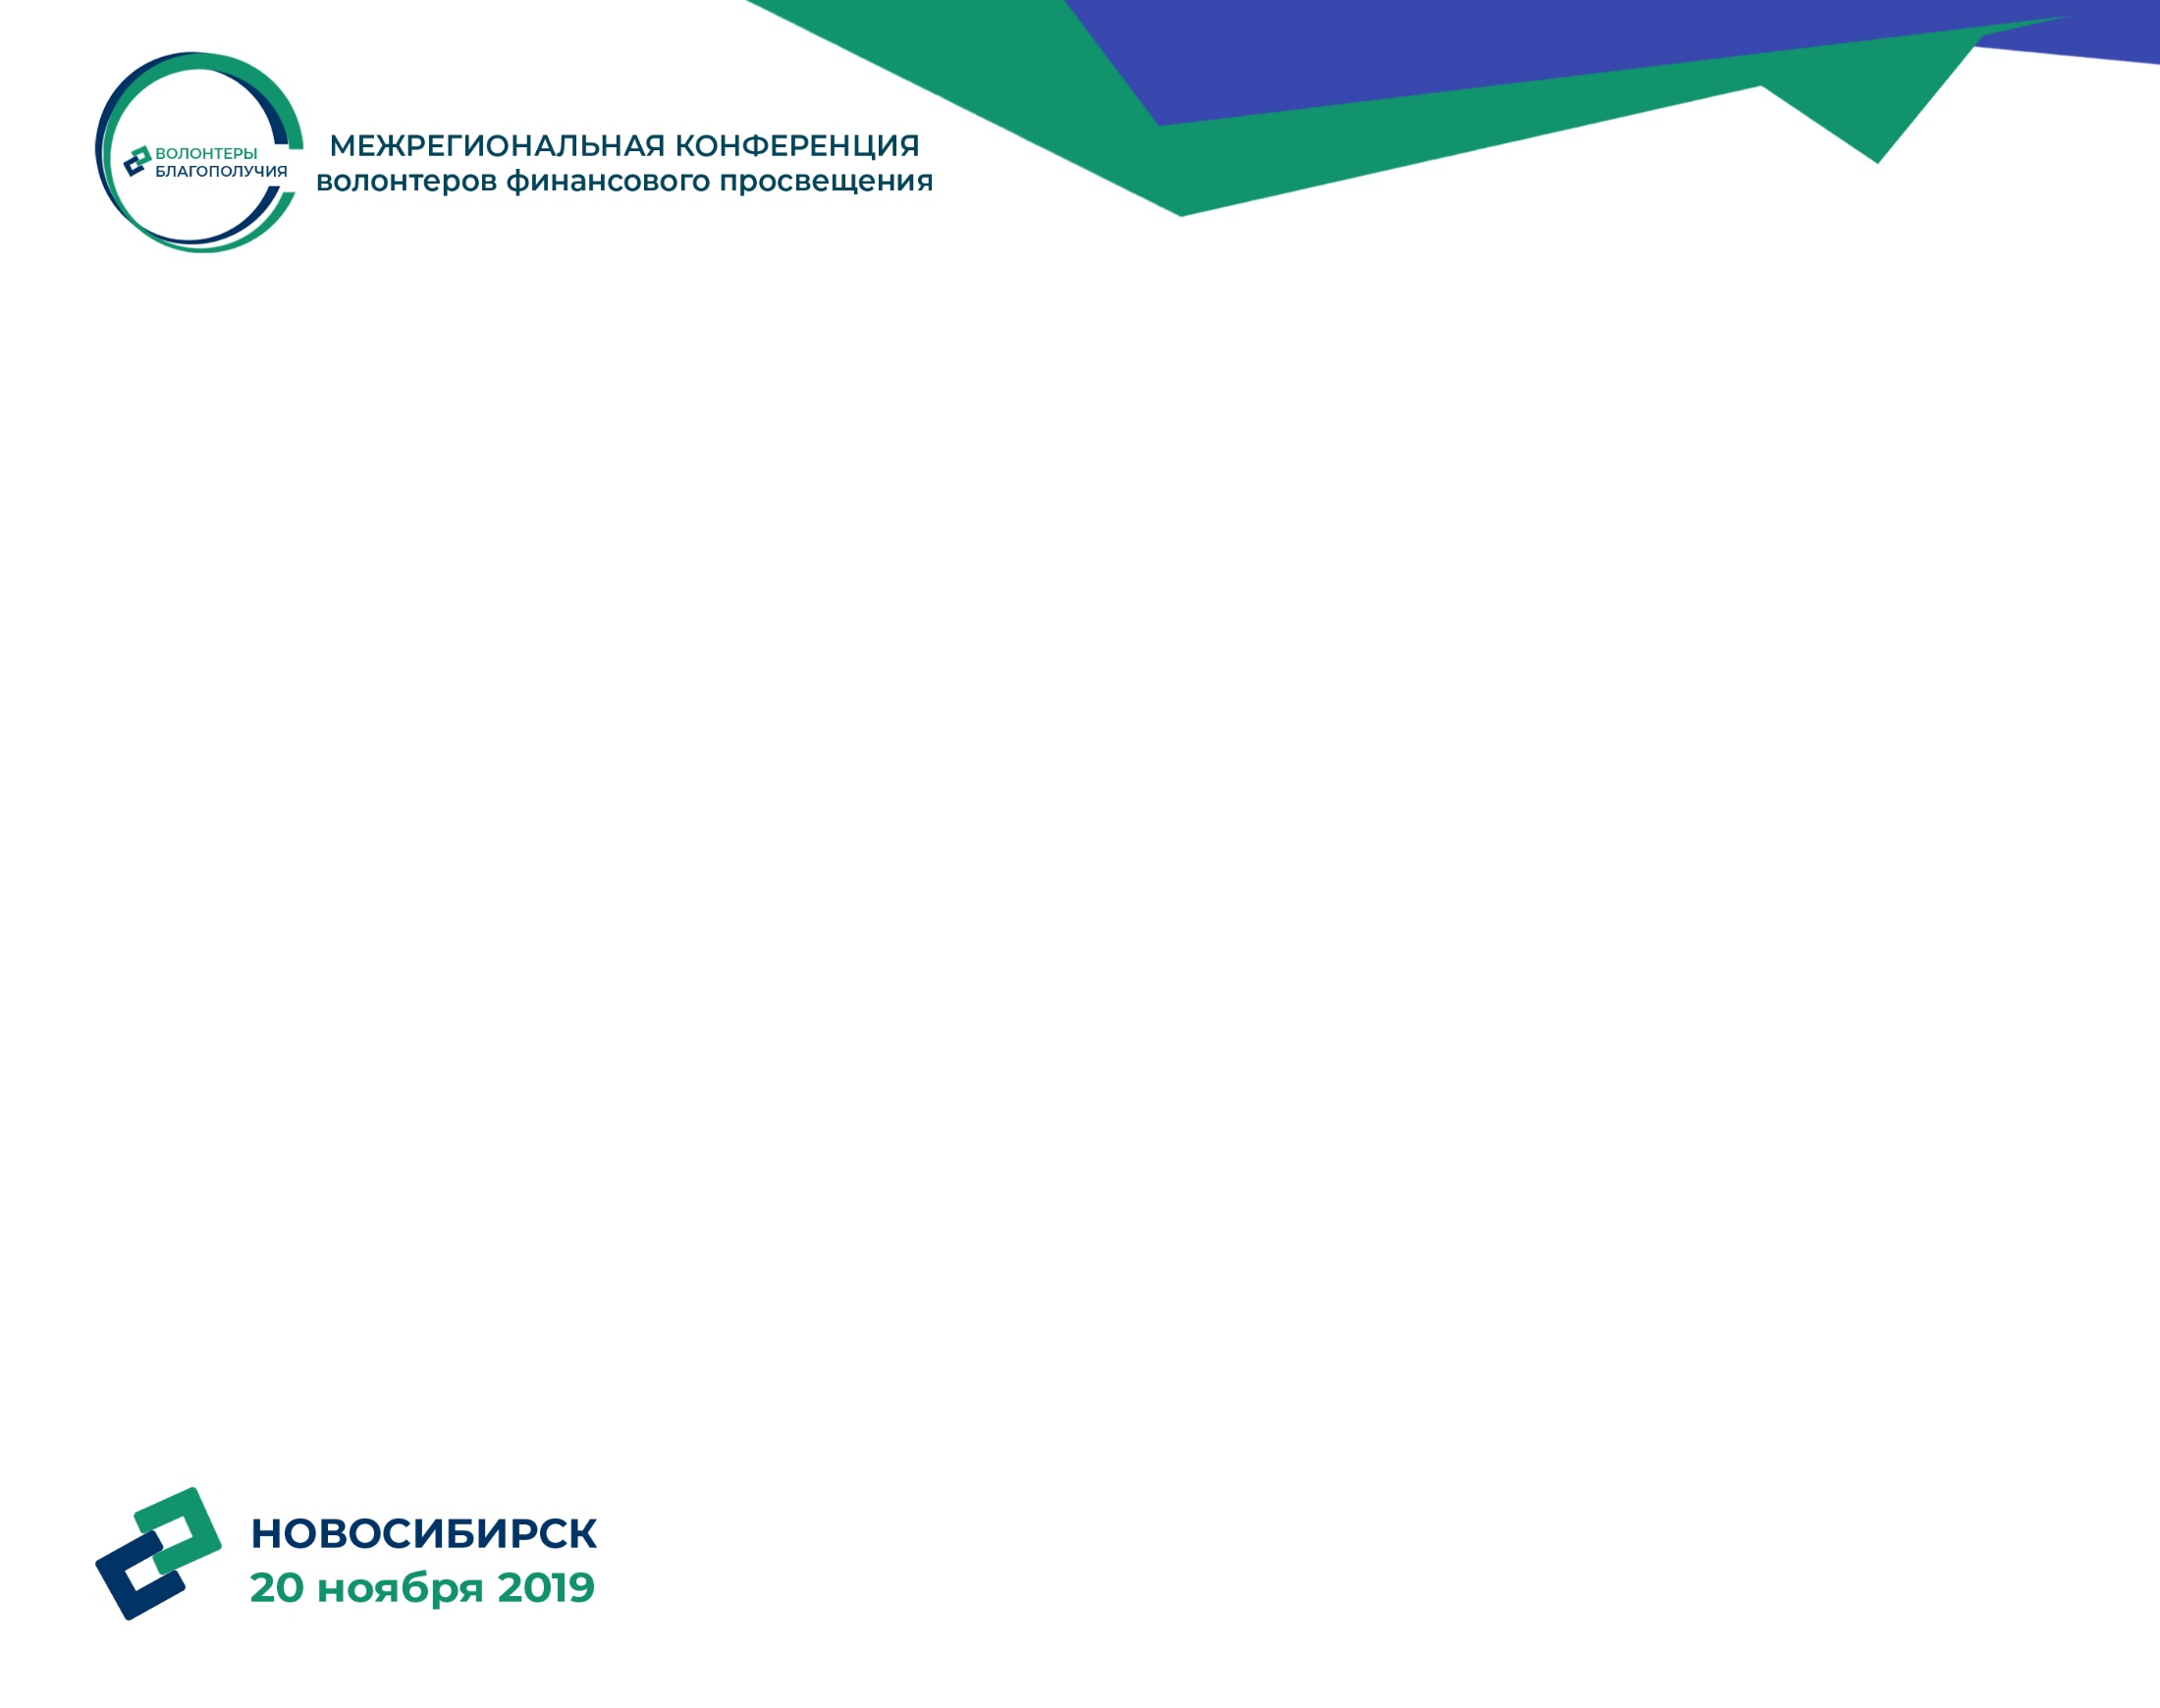 ВОЛОНТЕРЫ
БЛАГОПОЛУЧИЯ
МЕЖРЕГИОНАЛЬНАЯ КОНФЕРЕНЦИЯ
волонтеров финансового просвещения
НОВОСИБИРСК
20 ноября 2019